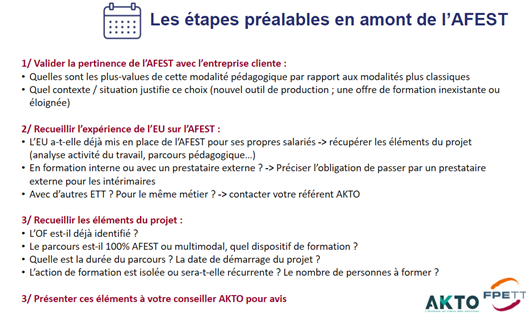 Les étapes préalables en amont de l’AFEST
1/ Valider la pertinence de l’AFEST avec l’entreprise cliente :
• Quelles sont les plus-values de cette modalité pédagogique par rapport aux modalités plus classiques
• Quel contexte / situation justifie ce choix (nouvel outil de production ; une offre de formation inexistante ou
éloignée)
2/ Recueillir l’expérience de l’EU sur l’AFEST :
• L’EU a-t-elle déjà mis en place de l’AFEST pour ses propres salariés -> récupérer les éléments du projet
(analyse activité du travail, parcours pédagogique…)
• En formation interne ou avec un prestataire externe ? -> Préciser l’obligation de passer par un prestataire
externe pour les intérimaires
• Avec d’autres ETT ? Pour le même métier ? -> contacter votre référent AKTO
3/ Recueillir les éléments du projet :
• L’OF est-il déjà identifié ?
• Le parcours est-il 100% AFEST ou multimodal, quel dispositif de formation ?
• Quelle est la durée du parcours ? La date de démarrage du projet ?
• L’action de formation est isolée ou sera-t-elle récurrente ? Le nombre de personnes à former ?
3/ Présenter ces éléments à votre conseiller AKTO pour avis
AKTO
FPETT